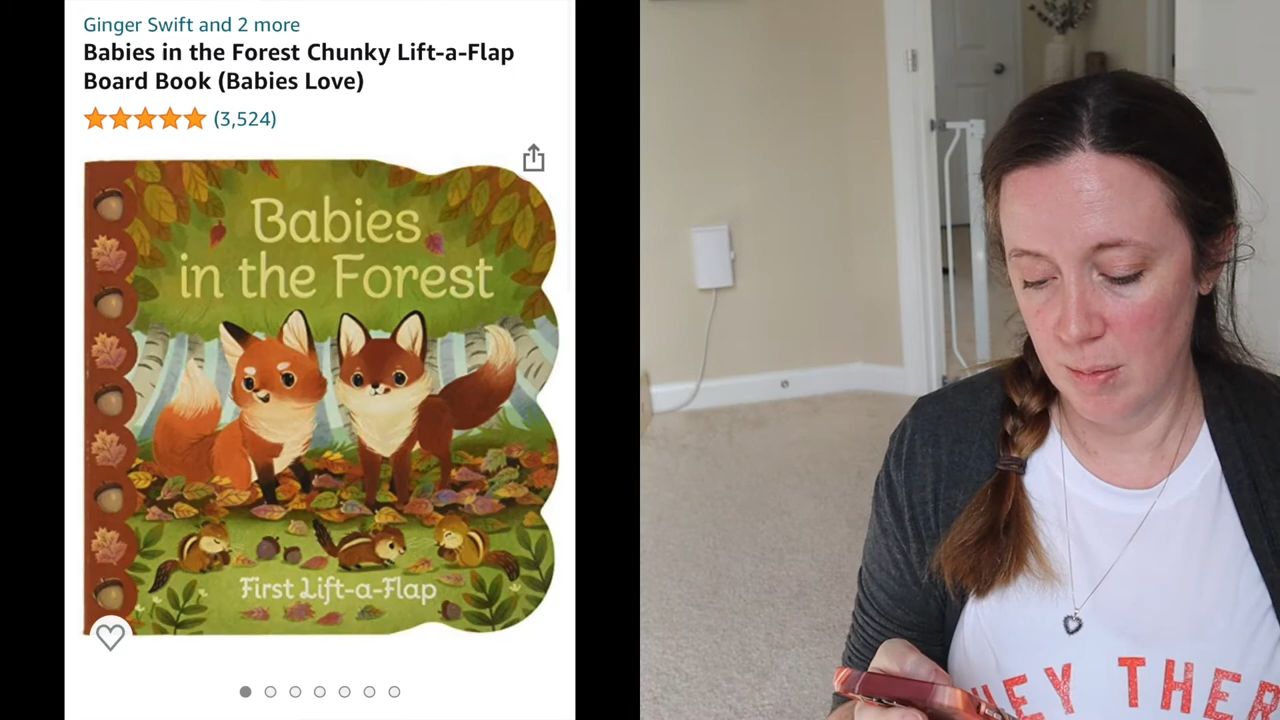 Ginger Swift and 2 more
Babies in the Forest Chunky Lift-a-Flap
Board Book (Babies Love)
(3,524)
Babies
in the Forest
First Lift-a-Flap
HEY THER